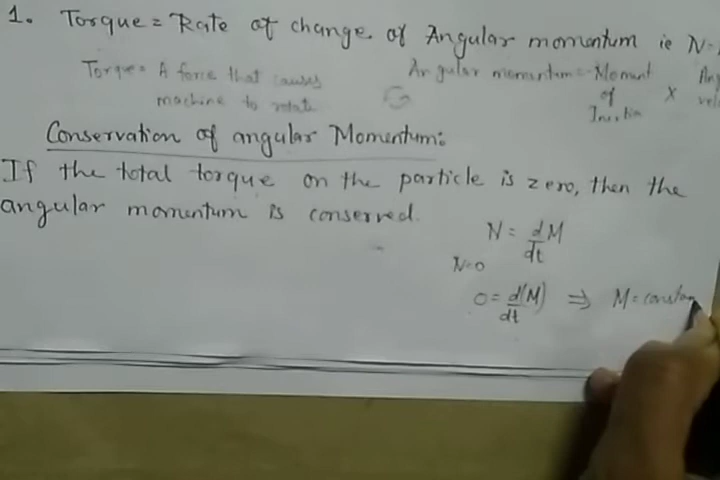 1. Torque = Rate of change of Angular momentum ie N=
Torque = A force that causes
machine to rotate
Angular momentum = Moment
of
Inertia
X
Conservation of angular Momentum:
If the total torque on the particle is zero, then the
angular momentum is conserved.
N = d/dt M
N=0
0 = d(M)/dt ⇒ M = constan